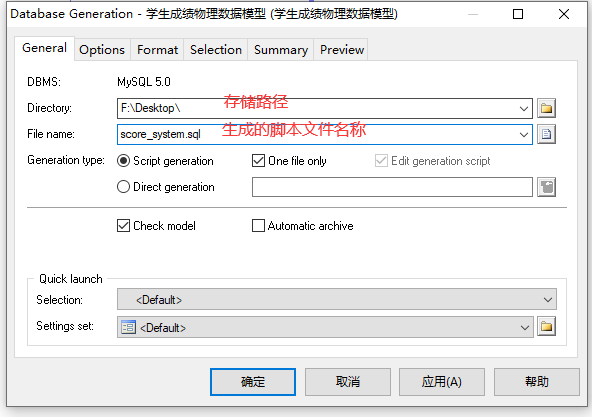 Database Generation - 学生成绩物理数据模型 (学生成绩物理数据模型)
General Options Format Selection Summary Preview
DBMS: MySQL 5.0
Directory: F:\Desktop\ 存储路径
File name: score_system.sql 生成的脚本文件名称
Generation type: Script generation One file only Edit generation script
Direct generation
Check model Automatic archive
Quick launch
Selection: <Default>
Settings set: <Default>
确定 取消 应用(A) 帮助